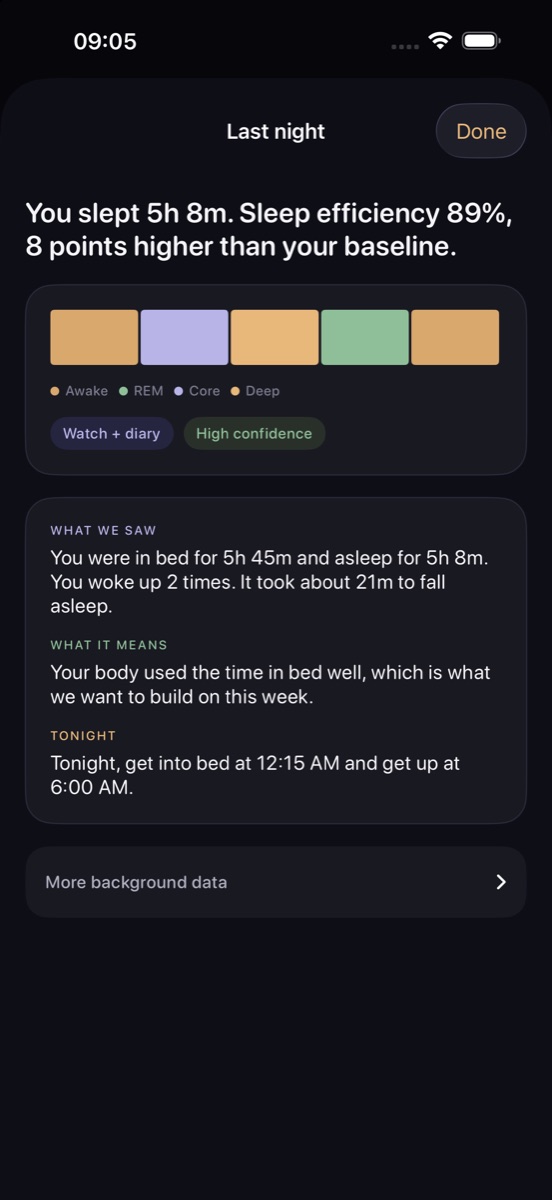 09:05
Last night
Done
You slept 5h 8m. Sleep efficiency 89%,
8 points higher than your baseline.
Awake REM Core Deep
Watch + diary High confidence
WHAT WE SAW
You were in bed for 5h 45m and asleep for 5h 8m.
You woke up 2 times. It took about 21m to fall
asleep.
WHAT IT MEANS
Your body used the time in bed well, which is what
we want to build on this week.
TONIGHT
Tonight, get into bed at 12:15 AM and get up at
6:00 AM.
More background data